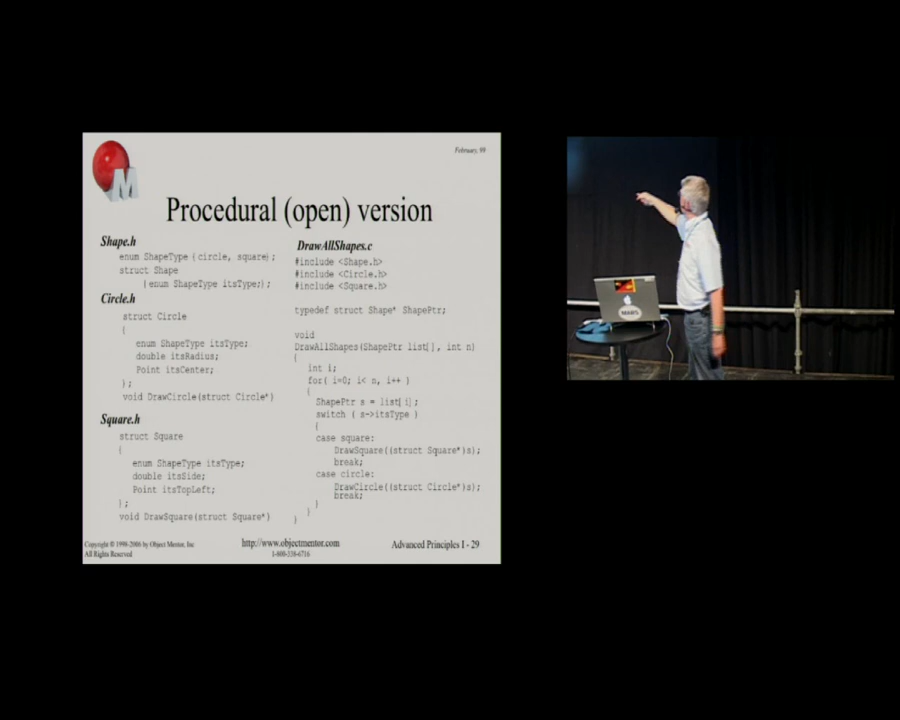 February, 99
M
Procedural (open) version
Shape.h
enum ShapeType {circle, square};
struct Shape
{enum ShapeType itsType;};
Circle.h
struct Circle
{
enum ShapeType itsType;
double itsRadius;
Point itsCenter;
};
void DrawCircle(struct Circle*)
Square.h
struct Square
{
enum ShapeType itsType;
double itsSide;
Point itsTopLeft;
};
void DrawSquare(struct Square*)
DrawAllShapes.c
#include <Shape.h>
#include <Circle.h>
#include <Square.h>
typedef struct Shape* ShapePtr;
void
DrawAllShapes(ShapePtr list[], int n)
{
int i;
for( i=0; i< n, i++ )
{
ShapePtr s = list[i];
switch ( s->itsType )
{
case square:
DrawSquare((struct Square*)s);
break;
case circle:
DrawCircle((struct Circle*)s);
break;
}
}
}
Copyright © 1998-2006 by Object Mentor, Inc
All Rights Reserved
http://www.objectmentor.com
1-800-338-6716
Advanced Principles I - 29